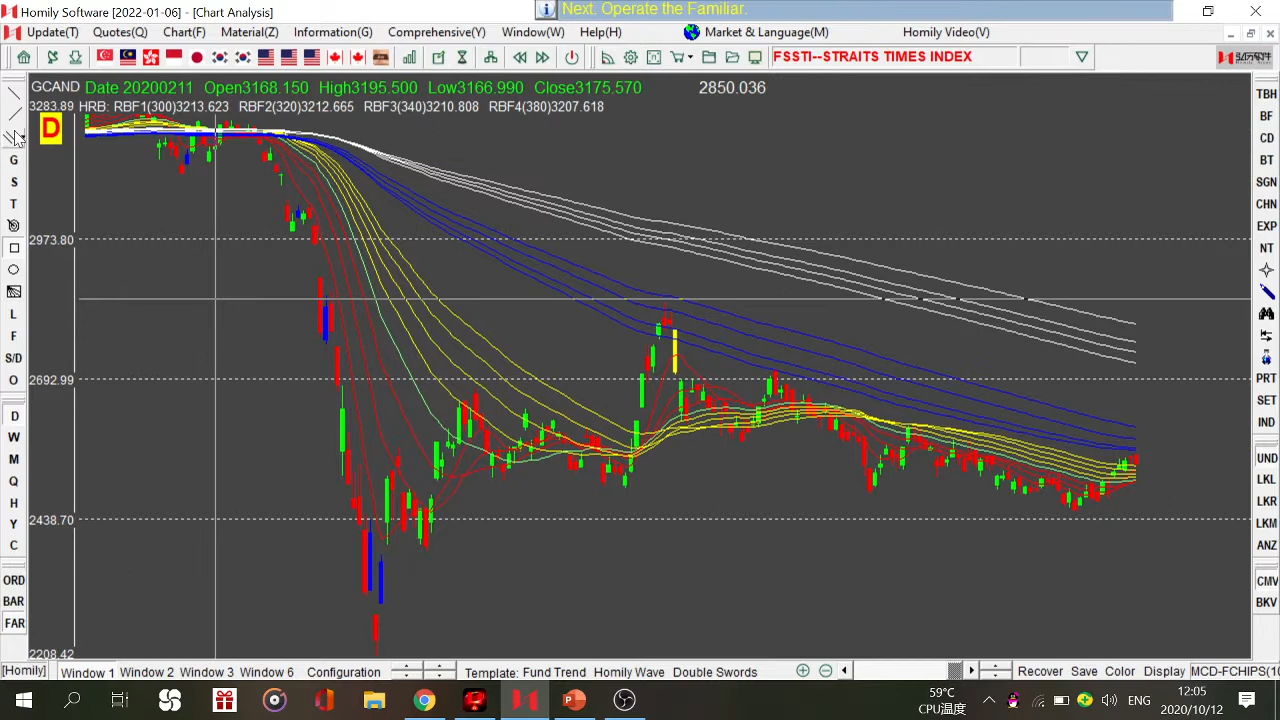 Homily Software [2022-01-06] - [Chart Analysis]
Next. Operate the Familiar.
Update(T) Quotes(Z) Chart(F) Material(Z) Information(G) Comprehensive(Y) Window(W) Help(H) Market & Language(M) Homily Video(V)
FSSTI--STRAITS TIMES INDEX
GCAND Date 20200211 Open3168.150 High3195.500 Low3166.990 Close3175.570 2850.036
3283.89 HRB: RBF1(300)3213.623 RBF2(320)3212.665 RBF3(340)3210.808 RBF4(380)3207.618
D
2973.80
2692.99
2438.70
2208.42
G
S
T
L
F
S/D
O
D
W
M
Q
H
Y
C
ORD
BAR
FAR
TBH
BF
CD
BT
SGN
CHN
EXP
NT
PRT
SET
IND
UND
LKL
LKR
LKM
ANZ
CMV
BKV
[Homily] Window 1 Window 2 Window 3 Window 6 Configuration Template: Fund Trend Homily Wave Double Swords Recover Save Color Display MCD-FCHIPS(10
59°C
CPU温度
ENG
12:05
2020/10/12